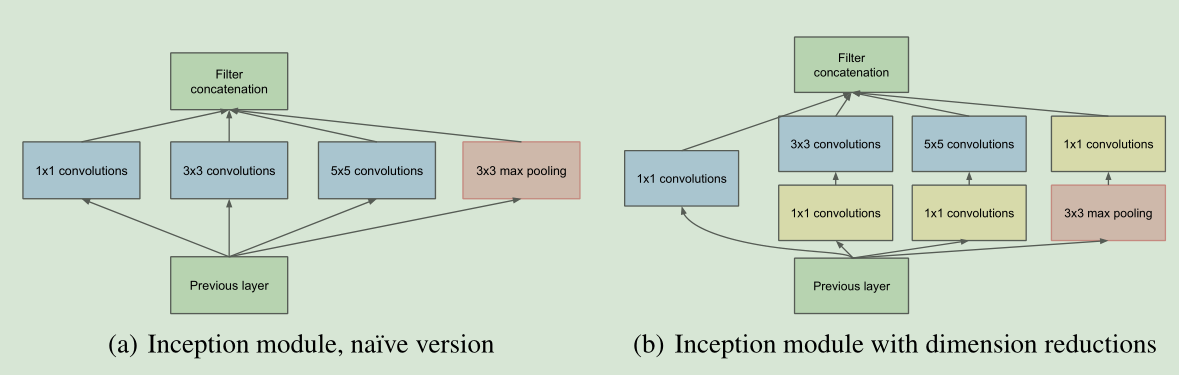 Filter
concatenation
1x1 convolutions
3x3 convolutions
5x5 convolutions
3x3 max pooling
Previous layer
(a) Inception module, naïve version
Filter
concatenation
3x3 convolutions
5x5 convolutions
1x1 convolutions
1x1 convolutions
1x1 convolutions
1x1 convolutions
3x3 max pooling
Previous layer
(b) Inception module with dimension reductions